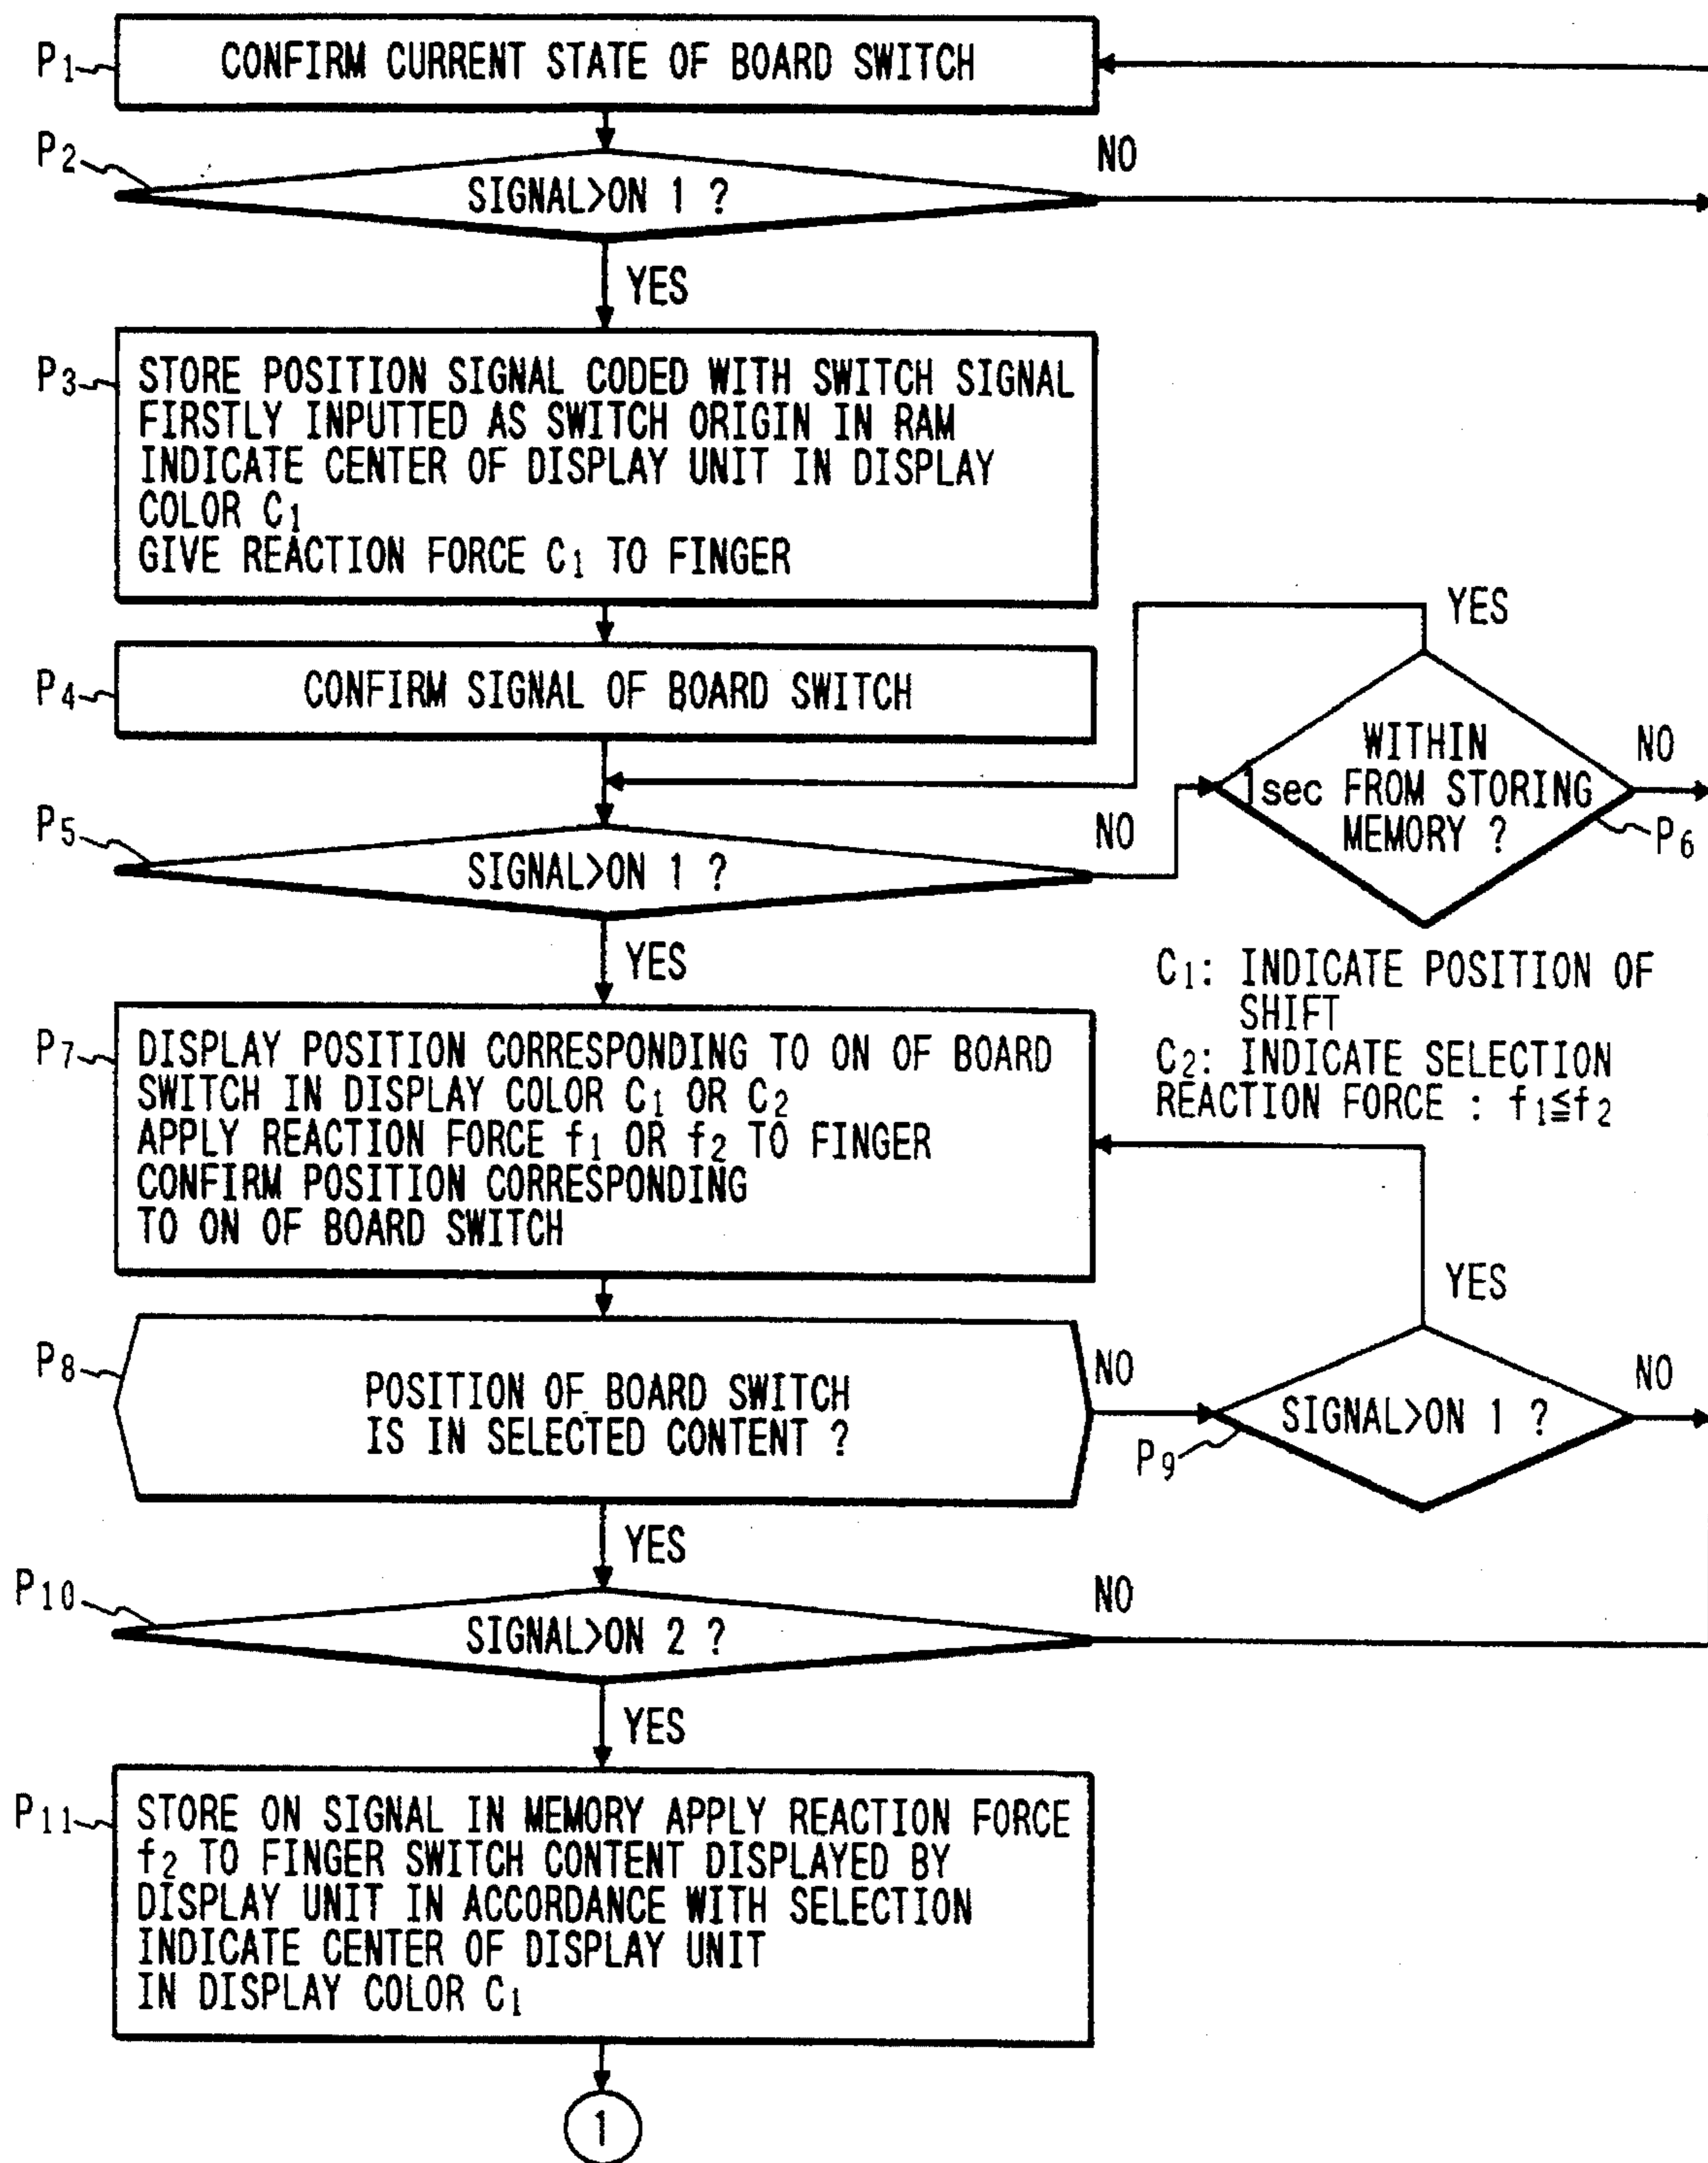 P1
CONFIRM CURRENT STATE OF BOARD SWITCH
P2
SIGNAL>ON 1 ?
NO
YES
P3
STORE POSITION SIGNAL CODED WITH SWITCH SIGNAL
FIRSTLY INPUTTED AS SWITCH ORIGIN IN RAM
INDICATE CENTER OF DISPLAY UNIT IN DISPLAY
COLOR C1
GIVE REACTION FORCE C1 TO FINGER
P4
CONFIRM SIGNAL OF BOARD SWITCH
YES
WITHIN
1sec FROM STORING
MEMORY ?
NO
P6
P5
SIGNAL>ON 1 ?
NO
YES
C1: INDICATE POSITION OF
SHIFT
C2: INDICATE SELECTION
REACTION FORCE : f1≦f2
P7
DISPLAY POSITION CORRESPONDING TO ON OF BOARD
SWITCH IN DISPLAY COLOR C1 OR C2
APPLY REACTION FORCE f1 OR f2 TO FINGER
CONFIRM POSITION CORRESPONDING
TO ON OF BOARD SWITCH
P8
POSITION OF BOARD SWITCH
IS IN SELECTED CONTENT ?
NO
YES
SIGNAL>ON 1 ?
NO
P9
YES
P10
SIGNAL>ON 2 ?
NO
YES
P11
STORE ON SIGNAL IN MEMORY APPLY REACTION FORCE
f2 TO FINGER SWITCH CONTENT DISPLAYED BY
DISPLAY UNIT IN ACCORDANCE WITH SELECTION
INDICATE CENTER OF DISPLAY UNIT
IN DISPLAY COLOR C1
1